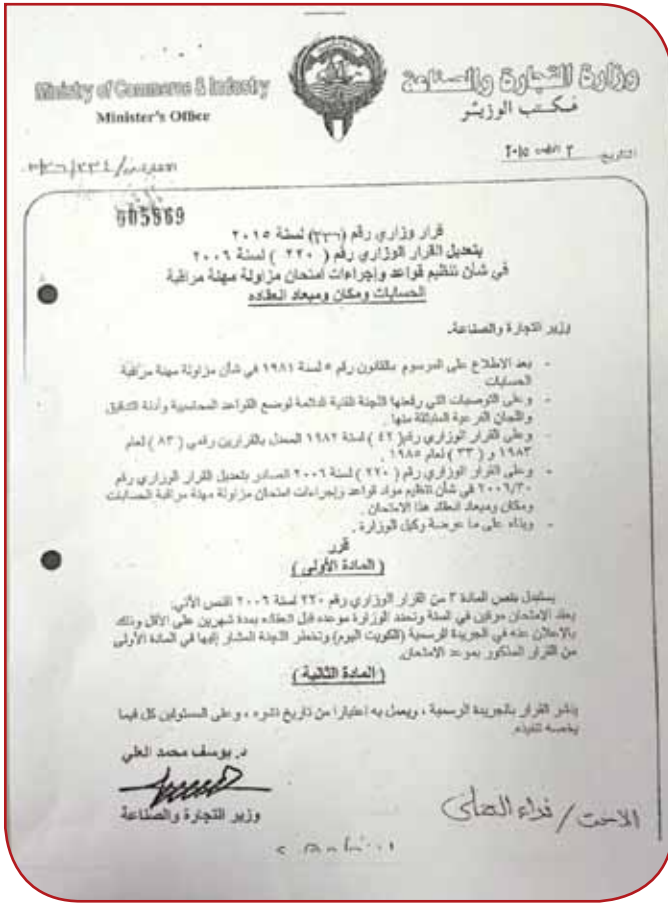 Ministry of Commerce & Industry
وزارة التجارة والصناعة
Minister's Office
مكتب الوزير
التاريخ
005869
قرار وزاري رقم لسنة ٢٠١٥
بتعديل القرار الوزاري رقم ( ٢٢٠ ) لسنة ٢٠٠٦
في شأن تنظيم قواعد وإجراءات امتحان مزاولة مهنة مراقبة
الحسابات ومكان وميعاد انعقاده
وزير التجارة والصناعة،
- بعد الاطلاع على المرسوم بالقانون رقم ٥ لسنة ١٩٨١ في شأن مزاولة مهنة مراقبة
الحسابات
- وعلى التوصيات التي رفعتها اللجنة الفنية الدائمة لوضع القواعد المحاسبية وأدلة التدقيق
واللجان الفرعية المنبثقة منها .
- وعلى القرار الوزاري رقم ( ٤٢ ) لسنة ١٩٨٢ المعدل بالقرارين رقمي ( ٨٣ ) لعام
١٩٨٣ و ( ٣٣ ) لعام ١٩٨٥ .
- وعلى القرار الوزاري رقم ( ٢٢٠ ) لسنة ٢٠٠٦ الصادر بتعديل القرار الوزاري رقم
٢٠٠٦/٣٠ في شأن تنظيم مواد قواعد وإجراءات امتحان مزاولة مهنة مراقبة الحسابات
ومكان وميعاد انعقاد هذا الامتحان .
- وبناء على ما عرضه وكيل الوزارة .
قرر
( المادة الأولى )
يستبدل بنص المادة ٣ من القرار الوزاري رقم ٢٢٠ لسنة ٢٠٠٦ النص الآتي:
يعقد الامتحان مرتين في السنة وتحدد الوزارة موعده قبل انعقاده بمدة شهرين على الأقل وذلك
بالإعلان عنه في الجريدة الرسمية (الكويت اليوم) وتخطر اللجنة المشار إليها في المادة الأولى
من القرار المذكور بموعد الامتحان.
( المادة الثانية )
ينشر القرار بالجريدة الرسمية ، ويعمل به إعتبارا من تاريخ نشره ، وعلى المسئولين كل فيما
يخصه تنفيذه.
د. يوسف محمد العلي
وزير التجارة والصناعة
الاخت / فداء